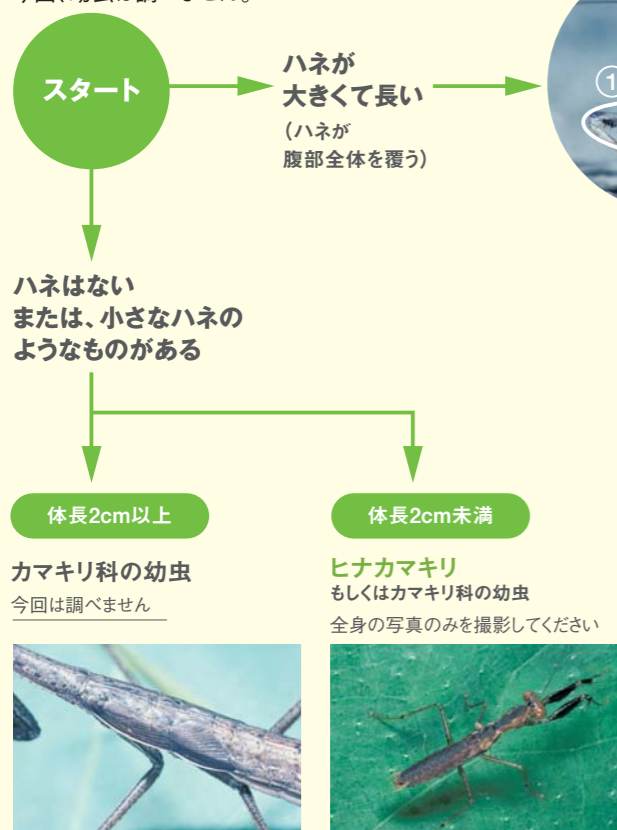 スタート
ハネが
大きくて長い
(ハネが
腹部全体を覆う)
1
ハネはない
または、小さなハネの
ようなものがある
体長2cm以上
体長2cm未満
カマキリ科の幼虫
今回は調べません
ヒナカマキリ
もしくはカマキリ科の幼虫
全身の写真のみを撮影してください